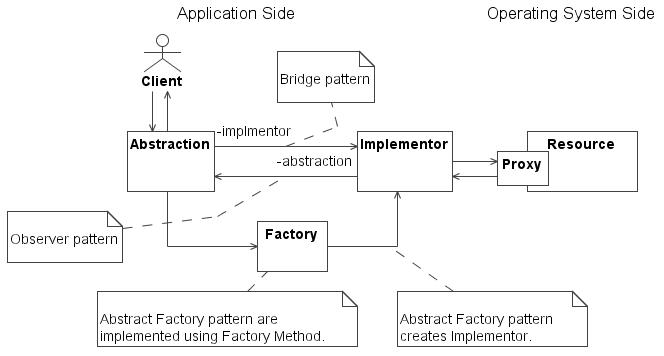 Application Side
Operating System Side
Client
Bridge pattern
-implmentor
Abstraction
Implementor
Resource
-abstraction
Proxy
Observer pattern
Factory
Abstract Factory pattern are
implemented using Factory Method.
Abstract Factory pattern
creates Implementor.